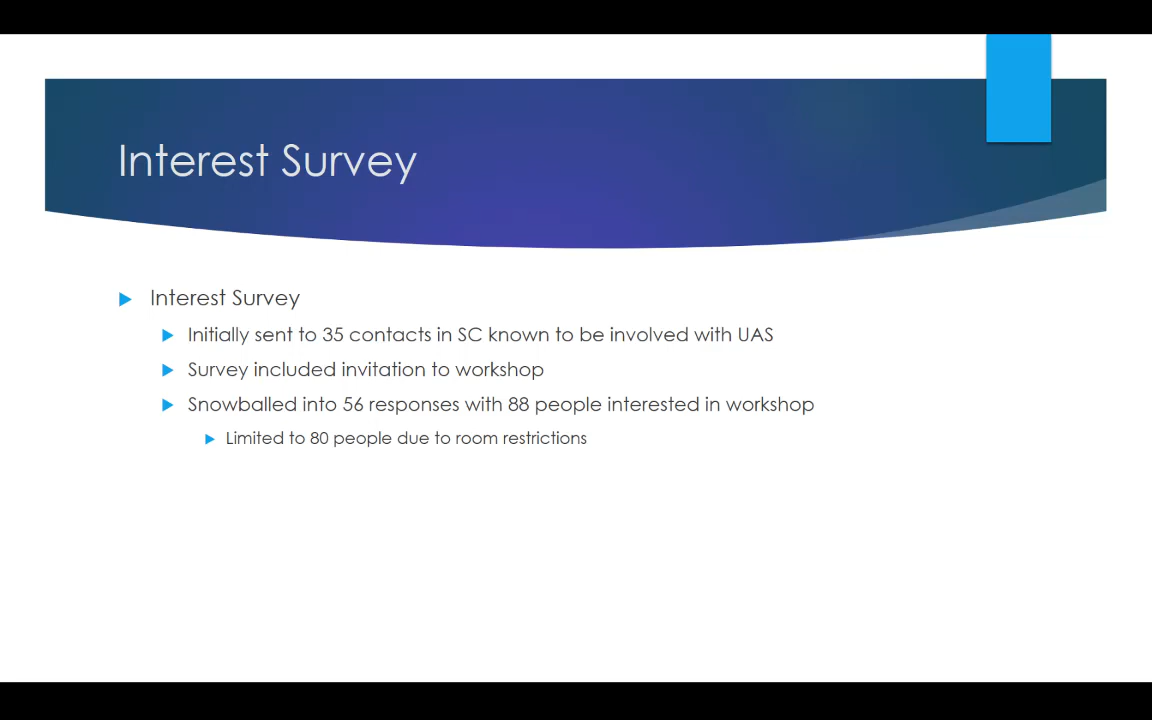 Interest Survey
Interest Survey
Initially sent to 35 contacts in SC known to be involved with UAS
Survey included invitation to workshop
Snowballed into 56 responses with 88 people interested in workshop
Limited to 80 people due to room restrictions